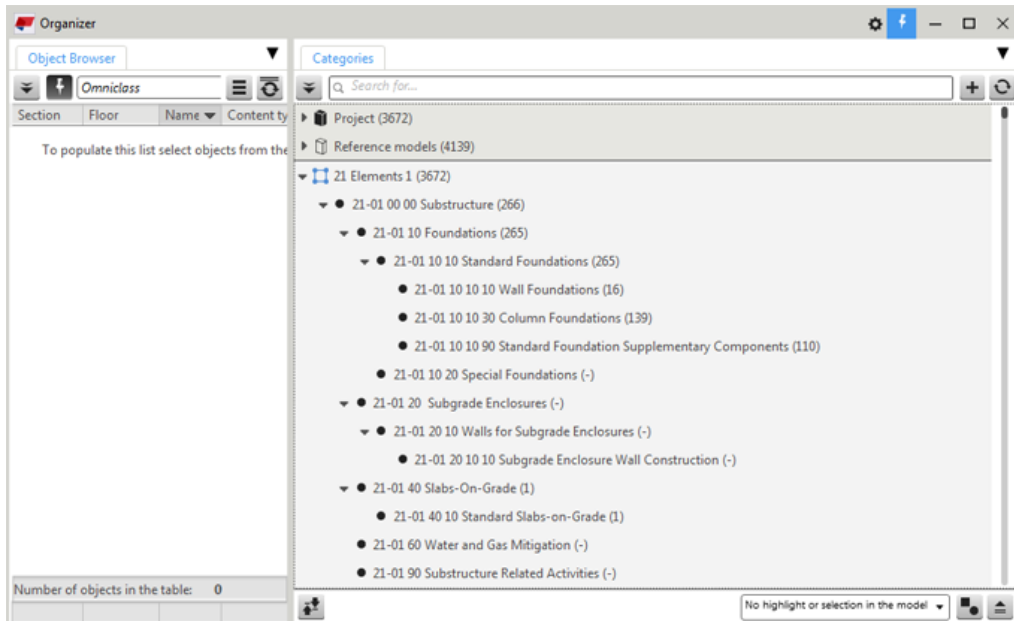 Organizer
Object Browser
Categories
Omniclass
Search for...
Section Floor Name Content ty
To populate this list select objects from the
Project (3672)
Reference models (4139)
21 Elements 1 (3672)
21-01 00 00 Substructure (266)
21-01 10 Foundations (265)
21-01 10 10 Standard Foundations (265)
21-01 10 10 10 Wall Foundations (16)
21-01 10 10 30 Column Foundations (139)
21-01 10 10 90 Standard Foundation Supplementary Components (110)
21-01 10 20 Special Foundations (-)
21-01 20 Subgrade Enclosures (-)
21-01 20 10 Walls for Subgrade Enclosures (-)
21-01 20 10 10 Subgrade Enclosure Wall Construction (-)
21-01 40 Slabs-On-Grade (1)
21-01 40 10 Standard Slabs-on-Grade (1)
21-01 60 Water and Gas Mitigation (-)
21-01 90 Substructure Related Activities (-)
Number of objects in the table: 0
No highlight or selection in the model